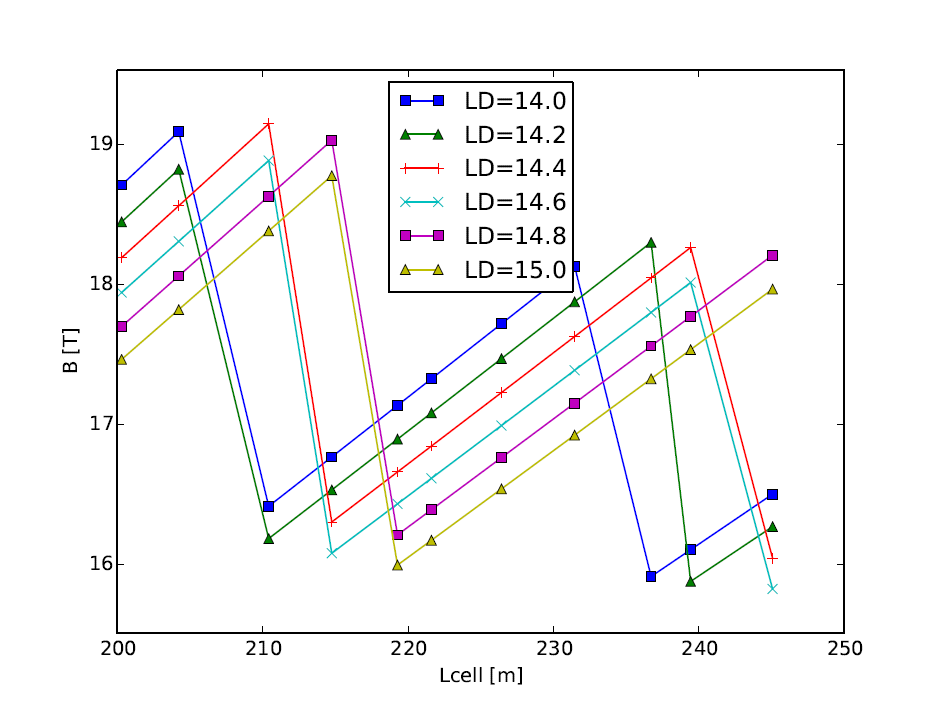 LD=14.0
LD=14.2
LD=14.4
LD=14.6
LD=14.8
LD=15.0
19
18
17
16
B [T]
200 210 220 230 240 250
Lcell [m]